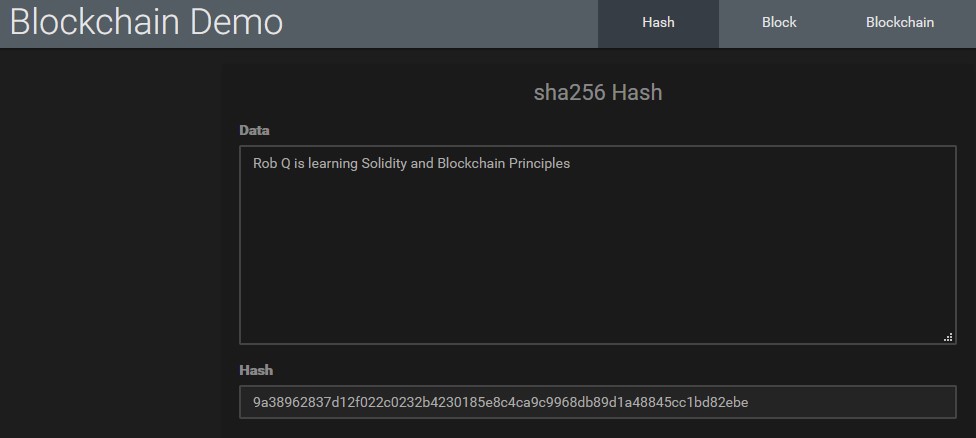 Blockchain Demo
Hash
Block
Blockchain
sha256 Hash
Data
Rob Q is learning Solidity and Blockchain Principles
Hash
9a38962837d12f022c0232b4230185e8c4ca9c9968db89d1a48845cc1bd82ebe